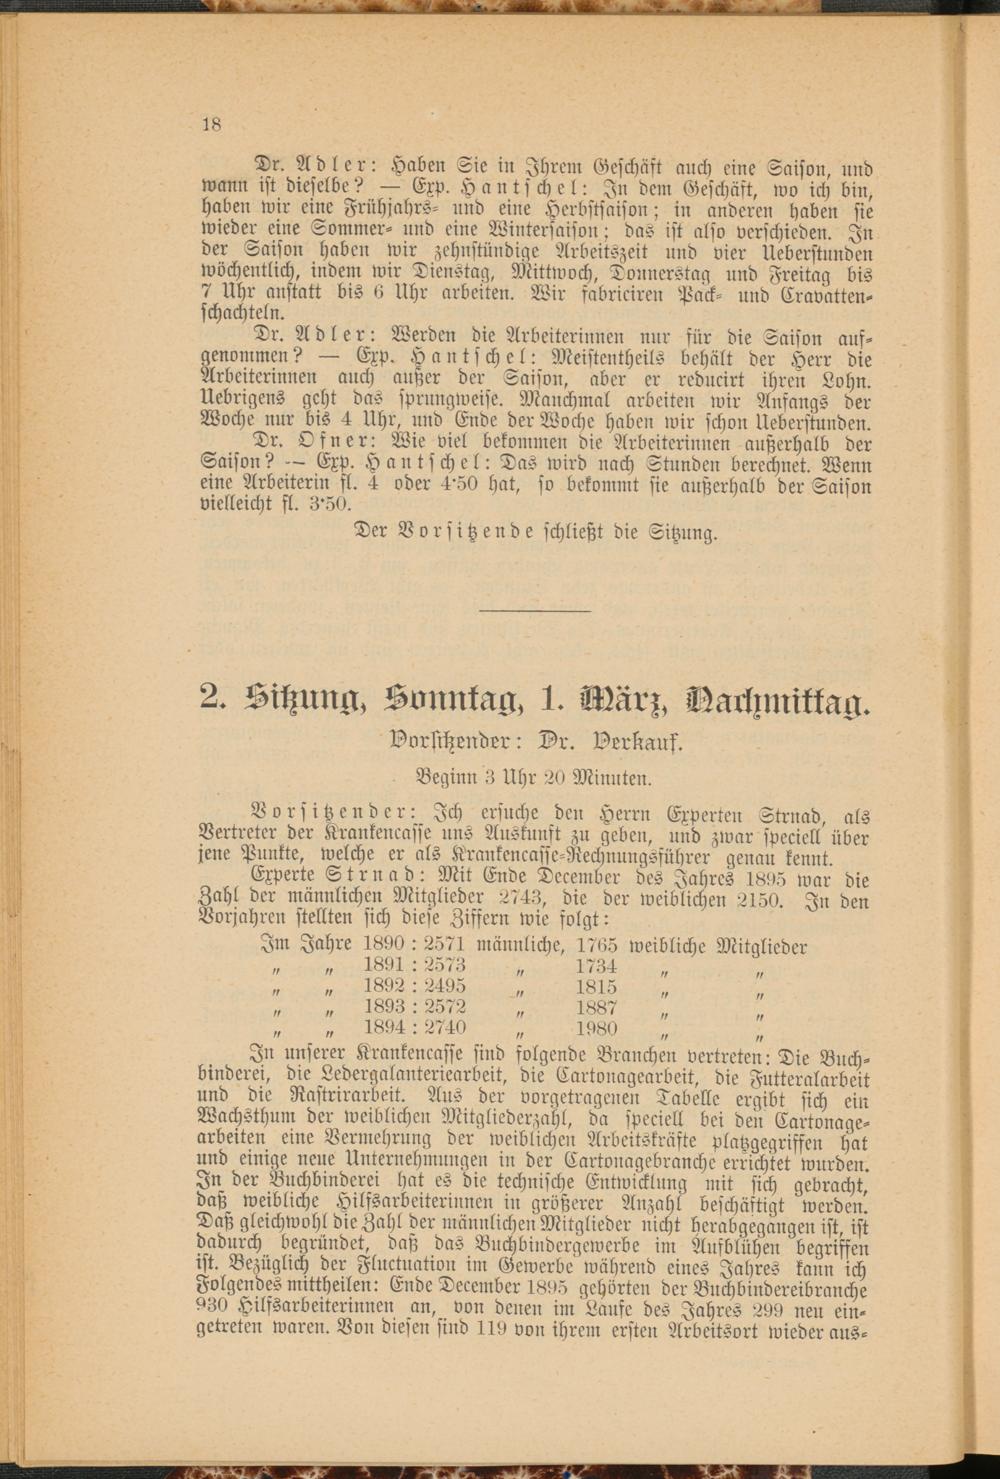 18
Dr. Adler: Haben Sie in Ihrem Geschäft auch eine Saison, und
wann ist dieselbe? — Exp. Hantschel: In dem Geschäft, wo ich bin,
haben wir eine Frühjahrs- und eine Herbstsaison; in anderen haben sie
wieder eine Sommer- und eine Wintersaison; das ist also verschieden. In
der Saison haben wir zehnstündige Arbeitszeit und vier Ueberstunden
wöchentlich, indem wir Dienstag, Mittwoch, Donnerstag und Freitag bis
7 Uhr anstatt bis 6 Uhr arbeiten. Wir fabriciren Pack- und Cravatten-
schachteln.
Dr. Adler: Werden die Arbeiterinnen nur für die Saison auf-
genommen? — Exp. Hantschel: Meistentheils behält der Herr die
Arbeiterinnen auch außer der Saison, aber er reducirt ihren Lohn.
Uebrigens geht das sprungweise. Manchmal arbeiten wir Anfangs der
Woche nur bis 4 Uhr, und Ende der Woche haben wir schon Ueberstunden.
Dr. Ofner: Wie viel bekommen die Arbeiterinnen außerhalb der
Saison? — Exp. Hantschel: Das wird nach Stunden berechnet. Wenn
eine Arbeiterin fl. 4 oder 4·50 hat, so bekommt sie außerhalb der Saison
vielleicht fl. 3·50.
Der Vorsitzende schließt die Sitzung.
2. Sitzung, Sonntag, 1. März, Nachmittag.
Vorsitzender: Dr. Verkauf.
Beginn 3 Uhr 20 Minuten.
Vorsitzender: Ich ersuche den Herrn Experten Strnad, als
Vertreter der Krankencasse uns Auskunft zu geben, und zwar speciell über
jene Punkte, welche er als Krankencasse-Rechnungsführer genau kennt.
Experte Strnad: Mit Ende December des Jahres 1895 war die
Zahl der männlichen Mitglieder 2743, die der weiblichen 2150. In den
Vorjahren stellten sich diese Ziffern wie folgt:
Im Jahre 1890 : 2571 männliche, 1765 weibliche Mitglieder
„ „ 1891 : 2573 „ 1734 „ „
„ „ 1892 : 2495 „ 1815 „ „
„ „ 1893 : 2572 „ 1887 „ „
„ „ 1894 : 2740 „ 1980 „ „
In unserer Krankencasse sind folgende Branchen vertreten: Die Buch-
binderei, die Ledergalanteriearbeit, die Cartonagearbeit, die Futteralarbeit
und die Rastrirarbeit. Aus der vorgetragenen Tabelle ergibt sich ein
Wachsthum der weiblichen Mitgliederzahl, da speciell bei den Cartonage-
arbeiten eine Vermehrung der weiblichen Arbeitskräfte platzgegriffen hat
und einige neue Unternehmungen in der Cartonagebranche errichtet wurden.
In der Buchbinderei hat es die technische Entwicklung mit sich gebracht,
daß weibliche Hilfsarbeiterinnen in größerer Anzahl beschäftigt werden.
Daß gleichwohl die Zahl der männlichen Mitglieder nicht herabgegangen ist, ist
dadurch begründet, daß das Buchbindergewerbe im Aufblühen begriffen
ist. Bezüglich der Fluctuation im Gewerbe während eines Jahres kann ich
Folgendes mittheilen: Ende December 1895 gehörten der Buchbindereibranche
930 Hilfsarbeiterinnen an, von denen im Laufe des Jahres 299 neu ein-
getreten waren. Von diesen sind 119 von ihrem ersten Arbeitsort wieder aus-